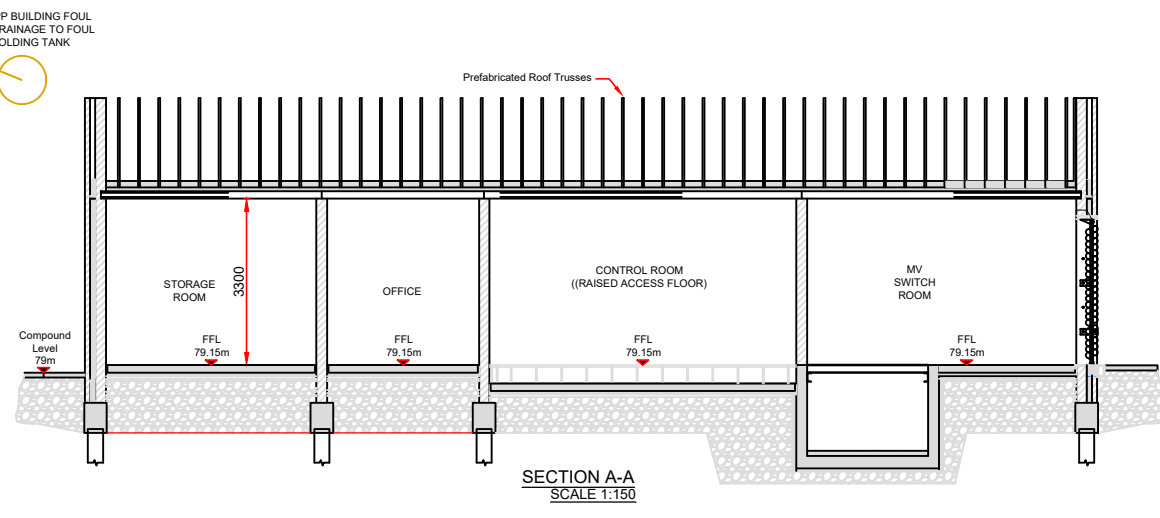 BUILDING FOUL
TO FOUL
TANK
Prefabricated Roof Trusses
STORAGE
ROOM
3300
OFFICE
CONTROL ROOM
((RAISED ACCESS FLOOR)
MV
SWITCH
ROOM
Compound
Level
79m
FFL
79.15m
FFL
79.15m
FFL
79.15m
FFL
79.15m
SECTION A-A
SCALE 1:150